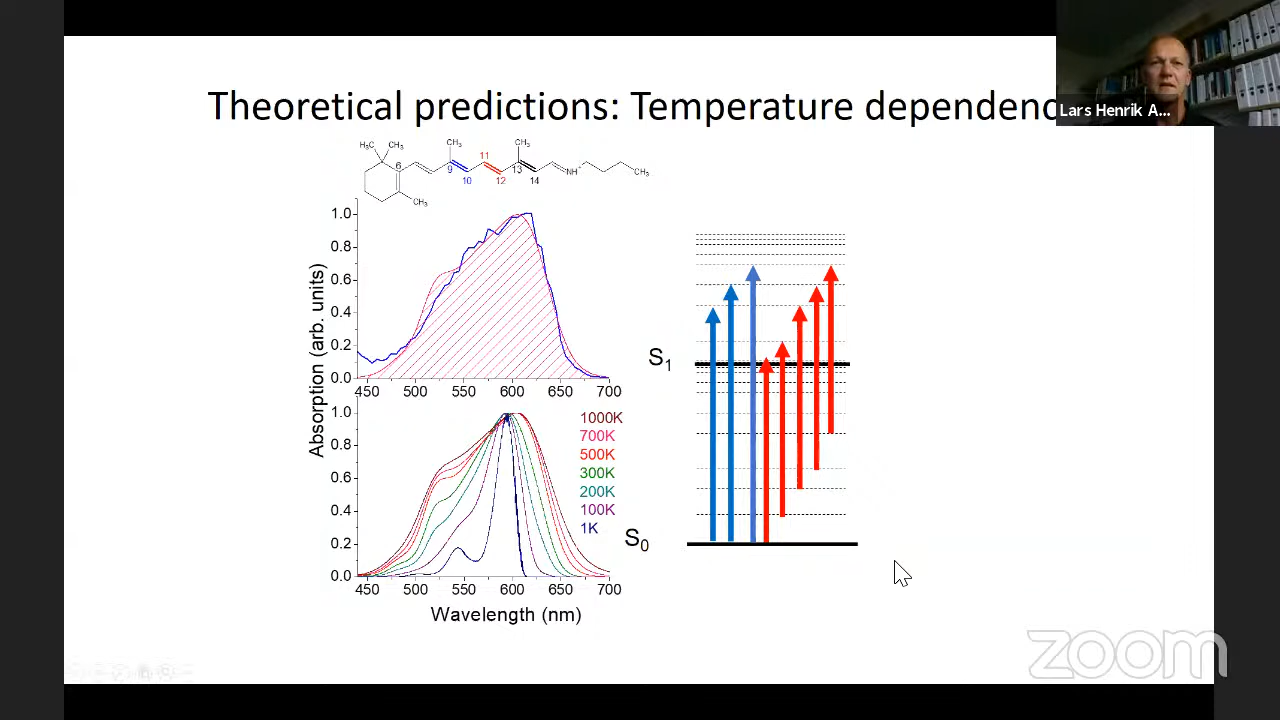 Theoretical predictions: Temperature dependenc
Lars Henrik A...
H₃C CH₃ CH₃ CH₃
6 9 10 11 12 13 14 NH⁺ CH₃
CH₃
Absorption (arb. units)
1.0
0.8
0.6
0.4
0.2
0.0
450 500 550 600 650 700
1.0
0.8
0.6
0.4
0.2
0.0
1000K
700K
500K
300K
200K
100K
1K
450 500 550 600 650 700
Wavelength (nm)
S₁
S₀
zoom